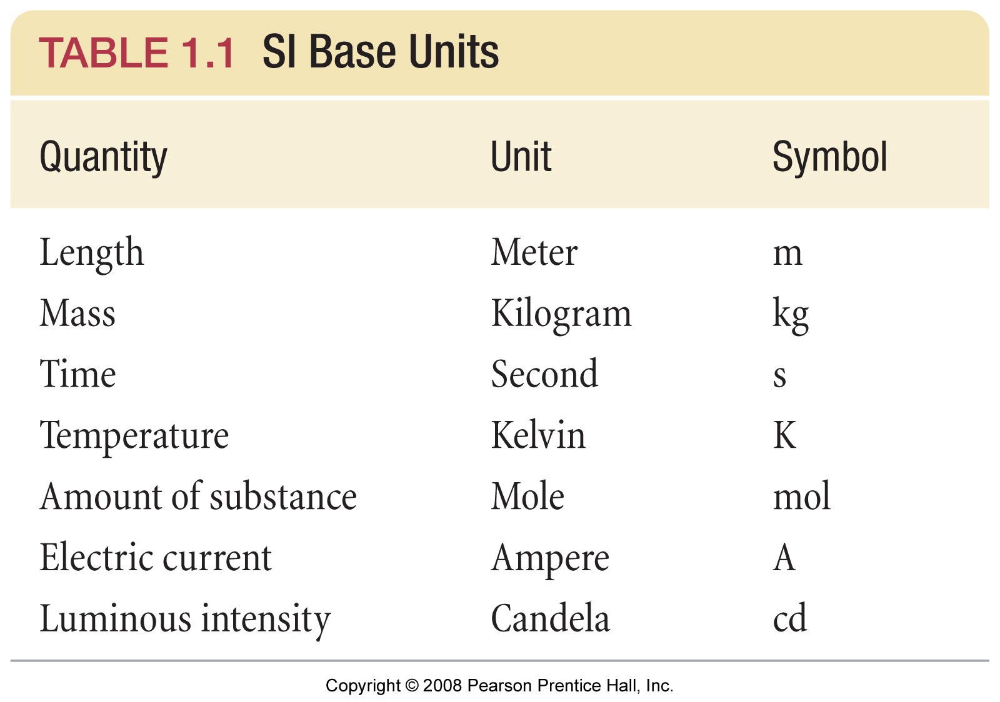 TABLE 1.1 SI Base Units
Quantity Unit Symbol
Length Meter m
Mass Kilogram kg
Time Second s
Temperature Kelvin K
Amount of substance Mole mol
Electric current Ampere A
Luminous intensity Candela cd
Copyright © 2008 Pearson Prentice Hall, Inc.